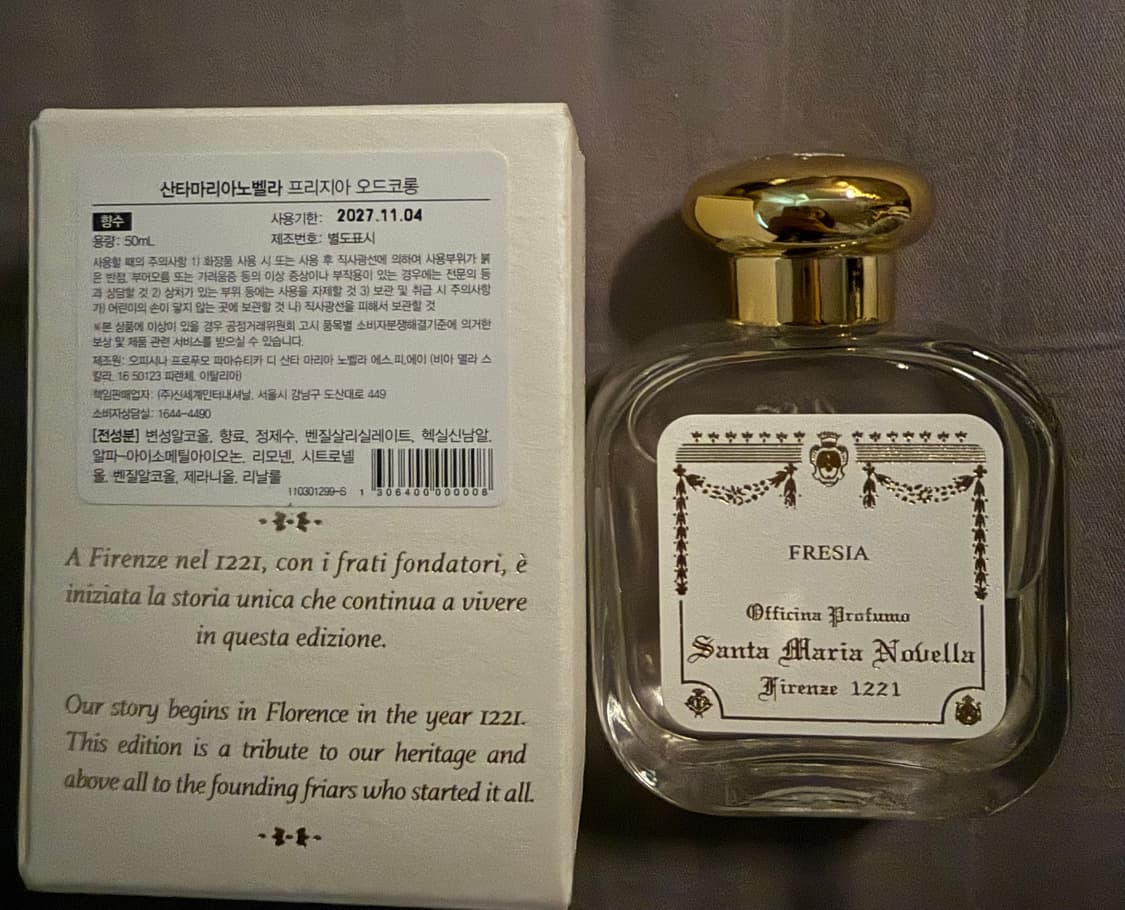 산타마리아노벨라 프리지아 오드코롱
향수
사용기한: 2027.11.04
용량: 50mL
제조번호: 별도표시
사용할 때의 주의사항 1) 화장품 사용 시 또는 사용 후 직사광선에 의하여 사용부위가 붉
은 반점, 부어오름 또는 가려움증 등의 이상 증상이나 부작용이 있는 경우에는 전문의 등
과 상담할 것 2) 상처가 있는 부위 등에는 사용을 자제할 것 3) 보관 및 취급 시 주의사항
가) 어린이의 손이 닿지 않는 곳에 보관할 것 나) 직사광선을 피해서 보관할 것
※본 상품에 이상이 있을 경우 공정거래위원회 고시 품목별 소비자분쟁해결기준에 의거한
보상 및 제품 관련 서비스를 받으실 수 있습니다.
제조원: 오피시나 프로푸모 파마슈티카 디 산타 마리아 노벨라 에스.피.에이 (비아 델라 스
칼라, 16 50123 피렌체, 이탈리아)
책임판매업자: (주)신세계인터내셔날, 서울시 강남구 도산대로 449
소비자상담실: 1644-4490
[전성분] 변성알코올, 향료, 정제수, 벤질살리실레이트, 헥실신남알,
알파-아이소메틸아이오논, 리모넨, 시트로넬
올, 벤질알코올, 제라니올, 리날룰
110301299-S
1 306400 000008
A Firenze nel 1221, con i frati fondatori, è
iniziata la storia unica che continua a vivere
in questa edizione.
Our story begins in Florence in the year 1221.
This edition is a tribute to our heritage and
above all to the founding friars who started it all.
FRESIA
Officina Profumo
Santa Maria Novella
Firenze 1221